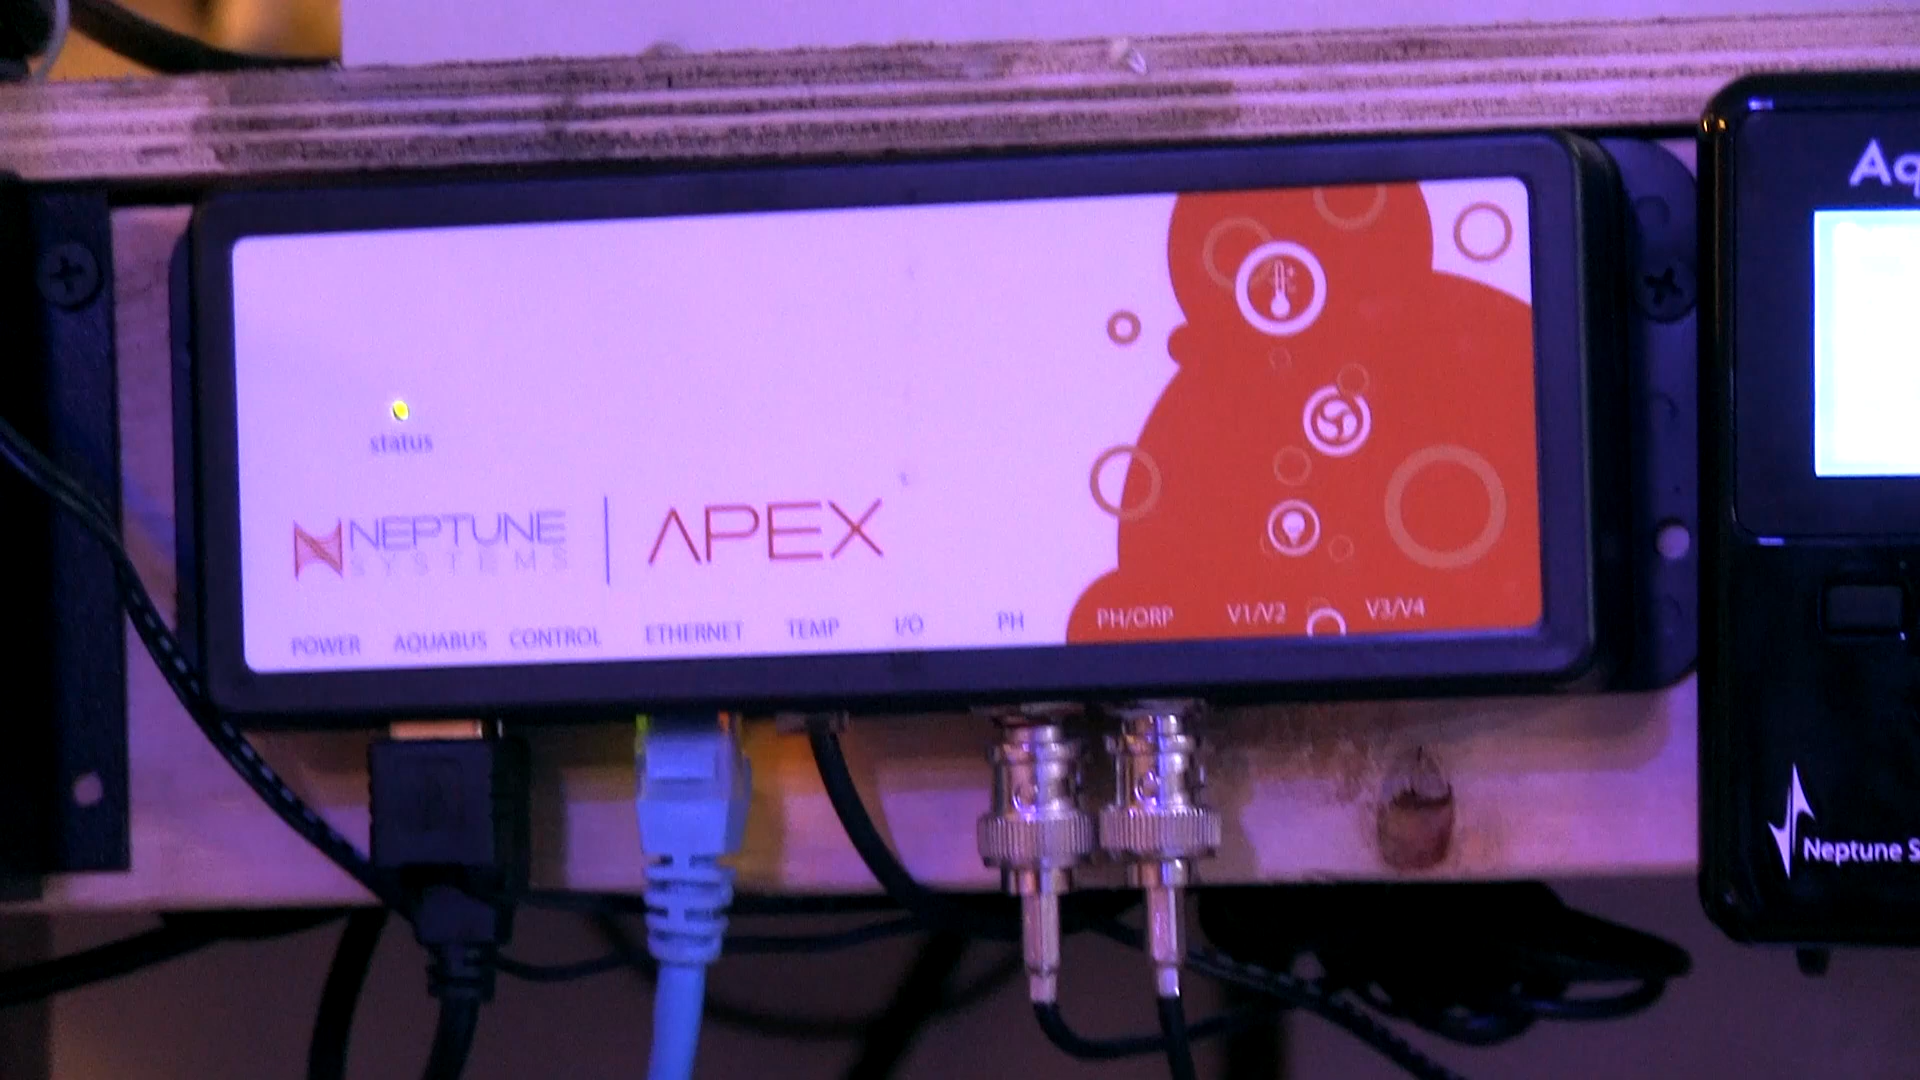 Aq
status
NEPTUNE
SYSTEMS
APEX
POWER AQUABUS CONTROL ETHERNET TEMP I/O PH PH/ORP V1/V2 V3/V4
Neptune S